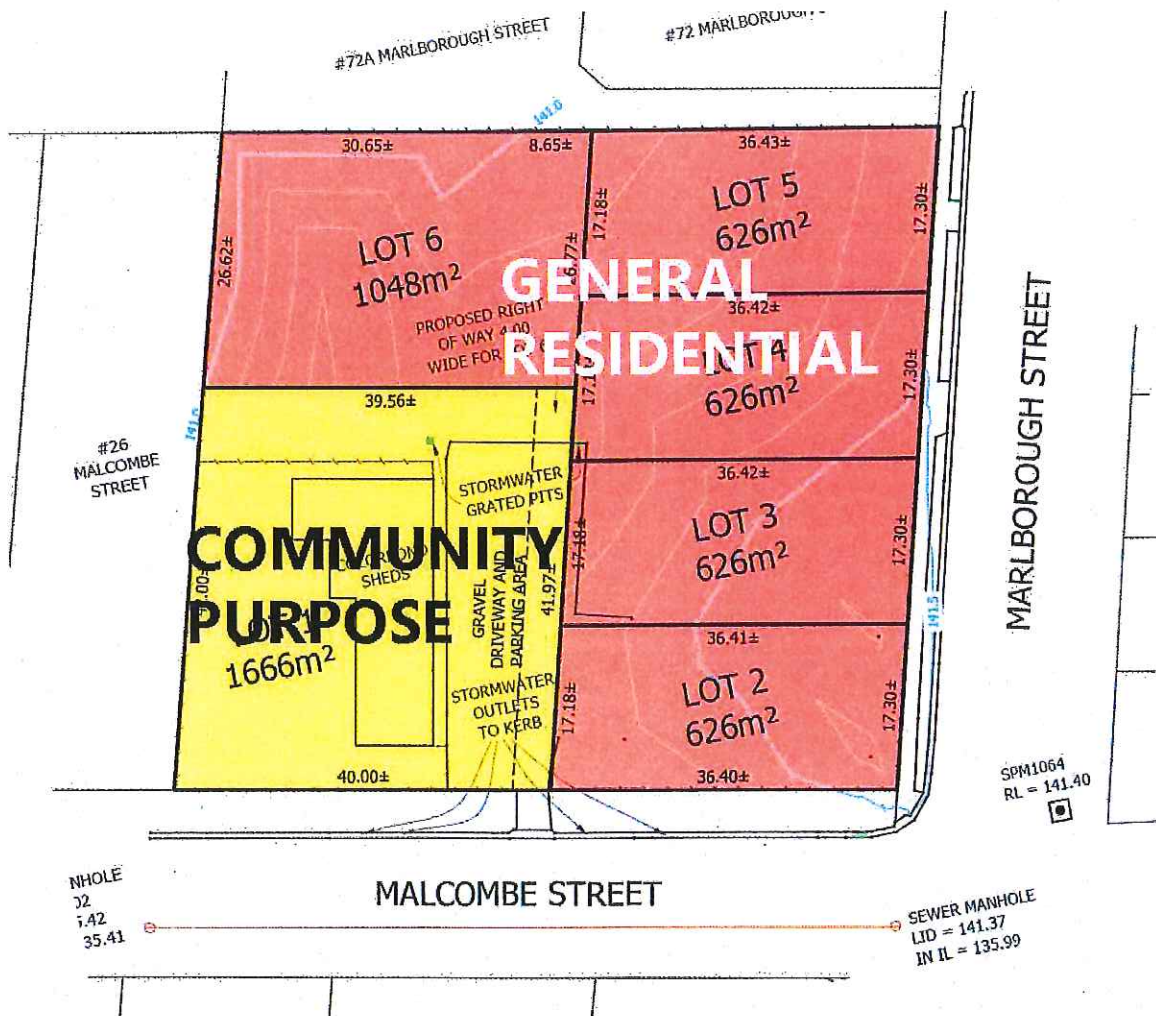 #72A MARLBOROUGH STREET
#72 MARLBOROUGH
141.0
30.65±
8.65±
36.43±
LOT 5
626m²
17.18±
17.30±
26.62±
LOT 6
1048m²
GENERAL
RESIDENTIAL
PROPOSED RIGHT
OF WAY 4.00
WIDE FOR
36.42±
LOT 4
626m²
17.30±
39.56±
#26
MALCOMBE
STREET
STORMWATER
GRATED PITS
36.42±
LOT 3
626m²
17.18±
17.30±
COMMUNITY
PURPOSE
SHEDS
1666m²
GRAVEL
DRIVEWAY AND
PARKING AREA
41.97±
STORMWATER
OUTLETS
TO KERB
36.41±
LOT 2
626m²
17.18±
17.30±
40.00±
36.40±
MARLBOROUGH STREET
141.5
SPM1064
RL = 141.40
MALCOMBE STREET
35.41
SEWER MANHOLE
LID = 141.37
IN IL = 135.99